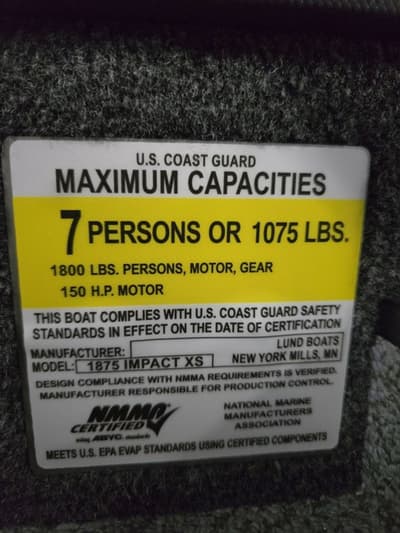 U.S. COAST GUARD
MAXIMUM CAPACITIES
7 PERSONS OR 1075 LBS.
1800 LBS. PERSONS, MOTOR, GEAR
150 H.P. MOTOR
THIS BOAT COMPLIES WITH U.S. COAST GUARD SAFETY
STANDARDS IN EFFECT ON THE DATE OF CERTIFICATION
MANUFACTURER: LUND BOATS
MODEL: 1875 IMPACT XS NEW YORK MILLS, MN
DESIGN COMPLIANCE WITH NMMA REQUIREMENTS IS VERIFIED.
MANUFACTURER RESPONSIBLE FOR PRODUCTION CONTROL.
NMMA
CERTIFIED
using ABYC. standards
NATIONAL MARINE
MANUFACTURERS
ASSOCIATION
MEETS U.S. EPA EVAP STANDARDS USING CERTIFIED COMPONENTS